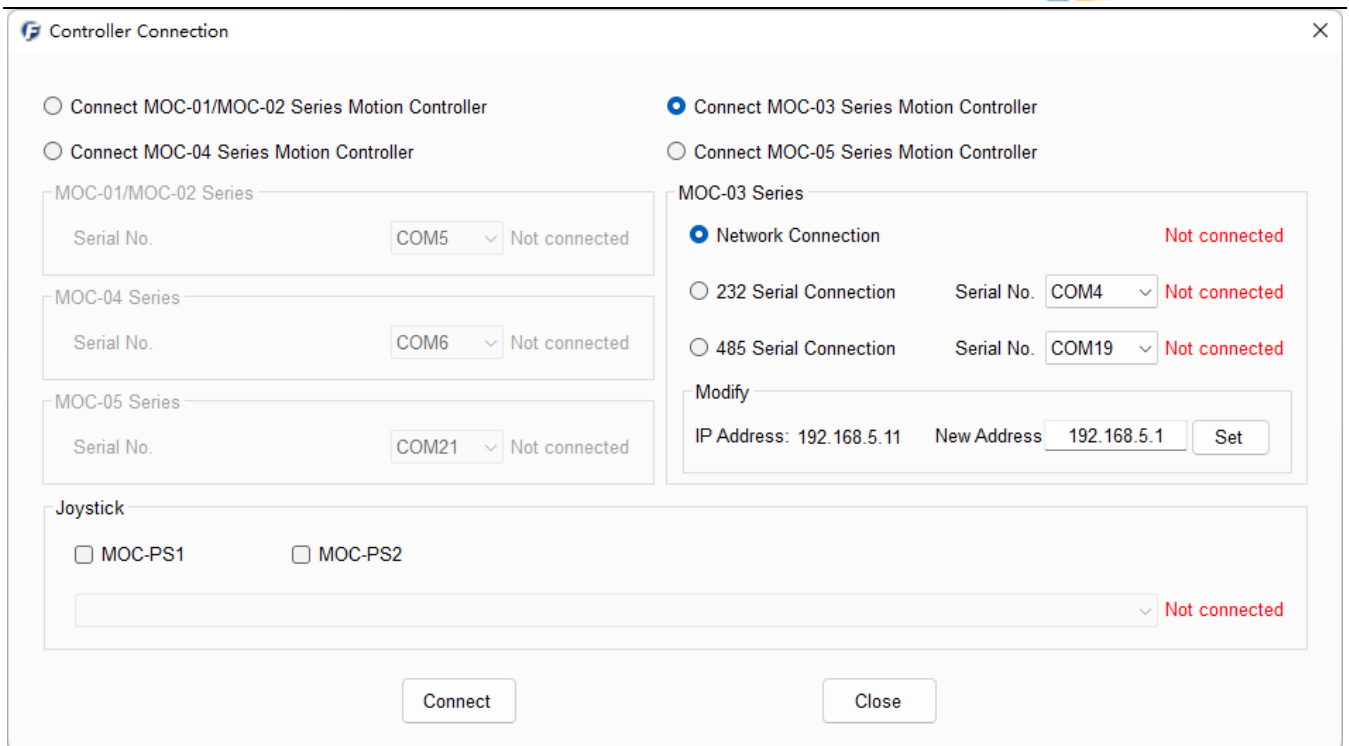 Controller Connection
Connect MOC-01/MOC-02 Series Motion Controller
Connect MOC-03 Series Motion Controller
Connect MOC-04 Series Motion Controller
Connect MOC-05 Series Motion Controller
MOC-01/MOC-02 Series
Serial No. COM5 Not connected
MOC-04 Series
Serial No. COM6 Not connected
MOC-05 Series
Serial No. COM21 Not connected
MOC-03 Series
Network Connection Not connected
232 Serial Connection Serial No. COM4 Not connected
485 Serial Connection Serial No. COM19 Not connected
Modify
IP Address: 192.168.5.11 New Address 192.168.5.1 Set
Joystick
MOC-PS1 MOC-PS2
Not connected
Connect Close